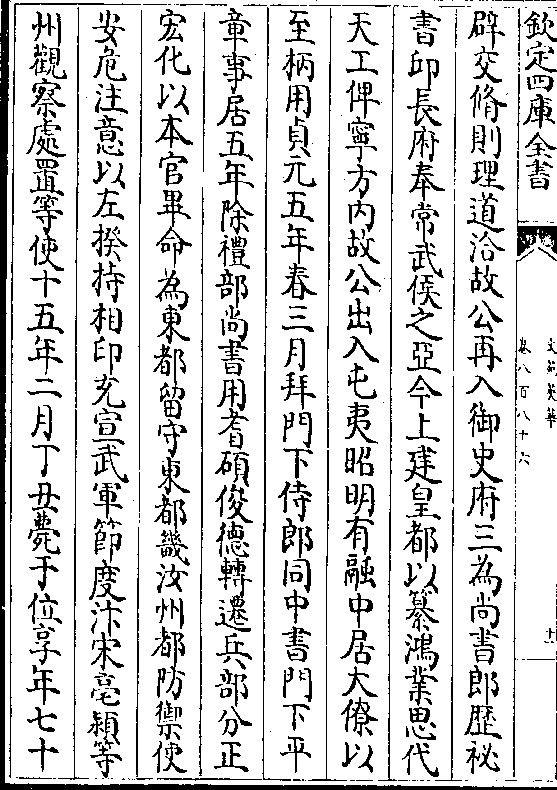 欽定四庫全書
文苑英華
卷八百八十六
十
辟交脩則理道洽故公再入御史府三為尚書郎歴祕
書卭長府奉常武候之亞今上建皇都以纂鴻業思代
天工俾寧方内故公出入屯夷昭明有融中居大僚以
至柄用貞元五年春三月拜門下侍郎同中書門下平
章事居五年除禮部尚書用耆碩俊德轉遷兵部分正
宏化以本官畢命為東都留守東都畿汝州都防禦使
安危注意以左揆持相印充宣武軍節度汴宋亳潁等
州觀察處置等使十五年二月丁丑薨于位享年七十